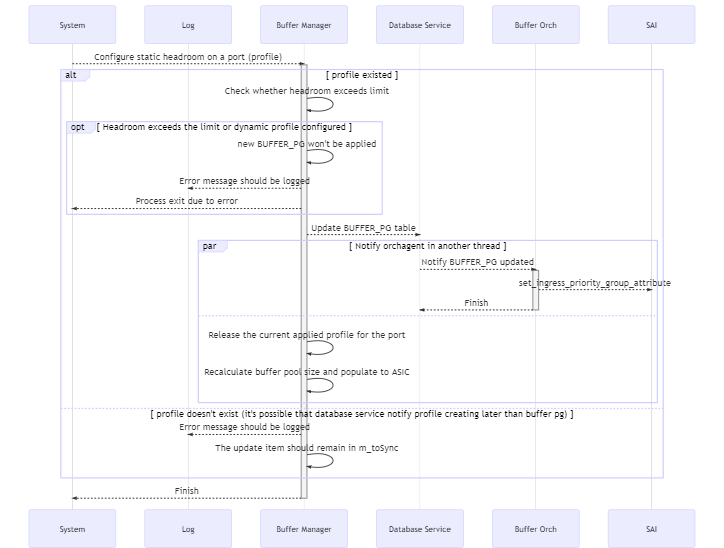 System
Log
Buffer Manager
Database Service
Buffer Orch
SAI
Configure static headroom on a port (profile)
alt
[ profile existed ]
Check whether headroom exceeds limit
opt
[ Headroom exceeds the limit or dynamic profile configured ]
new BUFFER_PG won't be applied
Error message should be logged
Process exit due to error
Update BUFFER_PG table
par
[ Notify orchagent in another thread ]
Notify BUFFER_PG updated
set_ingress_priority_group_attribute
Finish
Release the current applied profile for the port
Recalculate buffer pool size and populate to ASIC
[ profile doesn't exist (it's possible that database service notify profile creating later than buffer pg) ]
Error message should be logged
The update item should remain in m_toSync
Finish
System
Log
Buffer Manager
Database Service
Buffer Orch
SAI